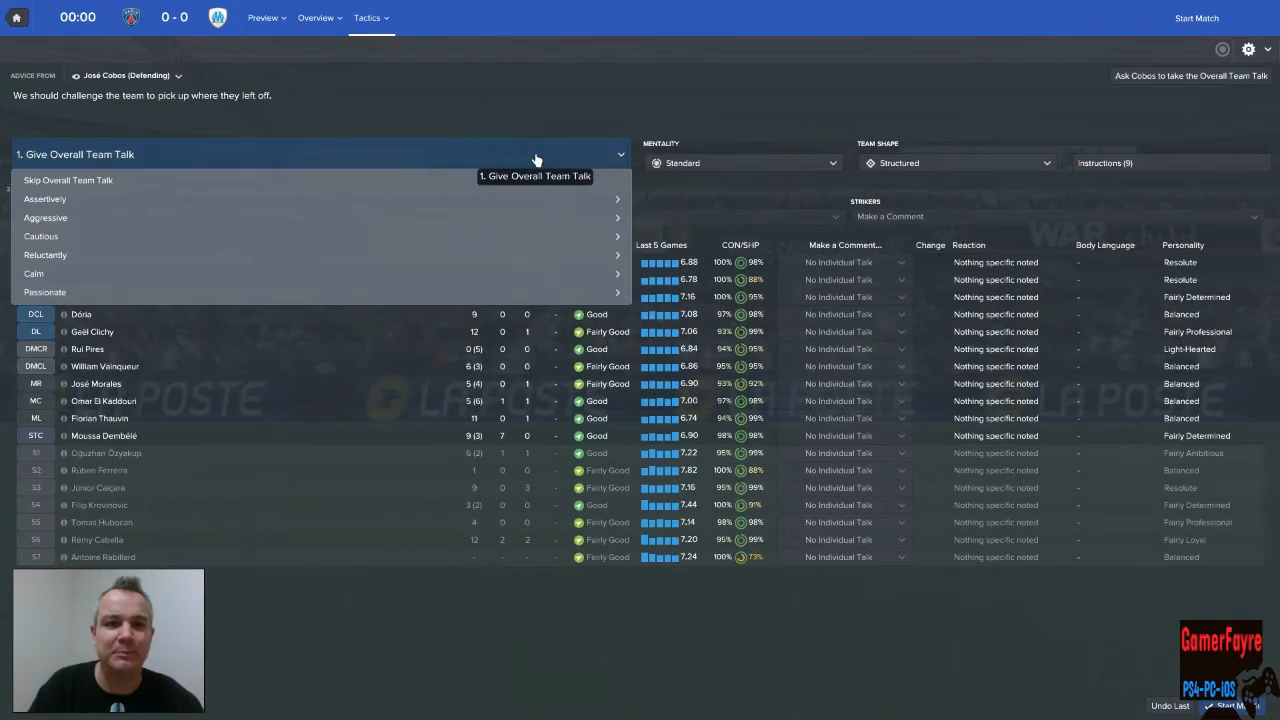 00:00 0 - 0 Preview Overview Tactics Start Match
ADVICE FROM José Cobos (Defending) Ask Cobos to take the Overall Team Talk
We should challenge the team to pick up where they left off.
1. Give Overall Team Talk
MENTALITY TEAM SHAPE
Standard Structured Instructions (9)
1. Give Overall Team Talk
Skip Overall Team Talk
Assertively
Aggressive
Cautious
Reluctantly
Calm
Passionate
STRIKERS
Make a Comment
Last 5 Games CON/SHP Make a Comment... Change Reaction Body Language Personality
6.88 100% 98% No Individual Talk Nothing specific noted - Resolute
6.78 100% 88% No Individual Talk Nothing specific noted - Resolute
7.16 100% 95% No Individual Talk Nothing specific noted - Fairly Determined
DCL Dória 9 0 0 - Good 7.08 97% 98% No Individual Talk Nothing specific noted - Balanced
DL Gaël Clichy 12 0 1 - Fairly Good 7.06 93% 99% No Individual Talk Nothing specific noted - Fairly Professional
DMCR Rui Pires 0 (5) 0 0 - Good 6.84 94% 95% No Individual Talk Nothing specific noted - Light-Hearted
DMCL William Vainqueur 6 (3) 0 0 - Fairly Good 6.86 95% 95% No Individual Talk Nothing specific noted - Balanced
MR José Morales 5 (4) 0 1 - Fairly Good 6.90 93% 92% No Individual Talk Nothing specific noted - Balanced
MC Omar El Kaddouri 5 (6) 1 1 - Good 7.00 97% 98% No Individual Talk Nothing specific noted - Balanced
ML Florian Thauvin 11 0 1 - Good 6.74 94% 99% No Individual Talk Nothing specific noted - Balanced
STC Moussa Dembélé 9 (3) 7 0 - Good 6.90 98% 98% No Individual Talk Nothing specific noted - Fairly Determined
S1 Oğuzhan Özyakup 6 (2) 1 1 - Good 7.22 95% 99% No Individual Talk Nothing specific noted - Fairly Ambitious
S2 Rúben Ferreira 1 0 0 - Fairly Good 7.82 100% 88% No Individual Talk Nothing specific noted - Balanced
S3 Júnior Caiçara 9 0 3 - Fairly Good 7.16 95% 99% No Individual Talk Nothing specific noted - Resolute
S4 Filip Krovinovic 3 (2) 0 0 - Good 7.44 100% 91% No Individual Talk Nothing specific noted - Fairly Determined
S5 Tomas Hubocan 4 0 0 - Fairly Good 7.14 98% 98% No Individual Talk Nothing specific noted - Fairly Professional
S6 Rémy Cabella 12 2 2 - Fairly Good 7.20 95% 99% No Individual Talk Nothing specific noted - Fairly Loyal
S7 Antoine Rabillard - - - - Fairly Good 7.24 100% 73% No Individual Talk Nothing specific noted - Balanced
GamerFayre
PS4-PC-iOS
Undo Last Start